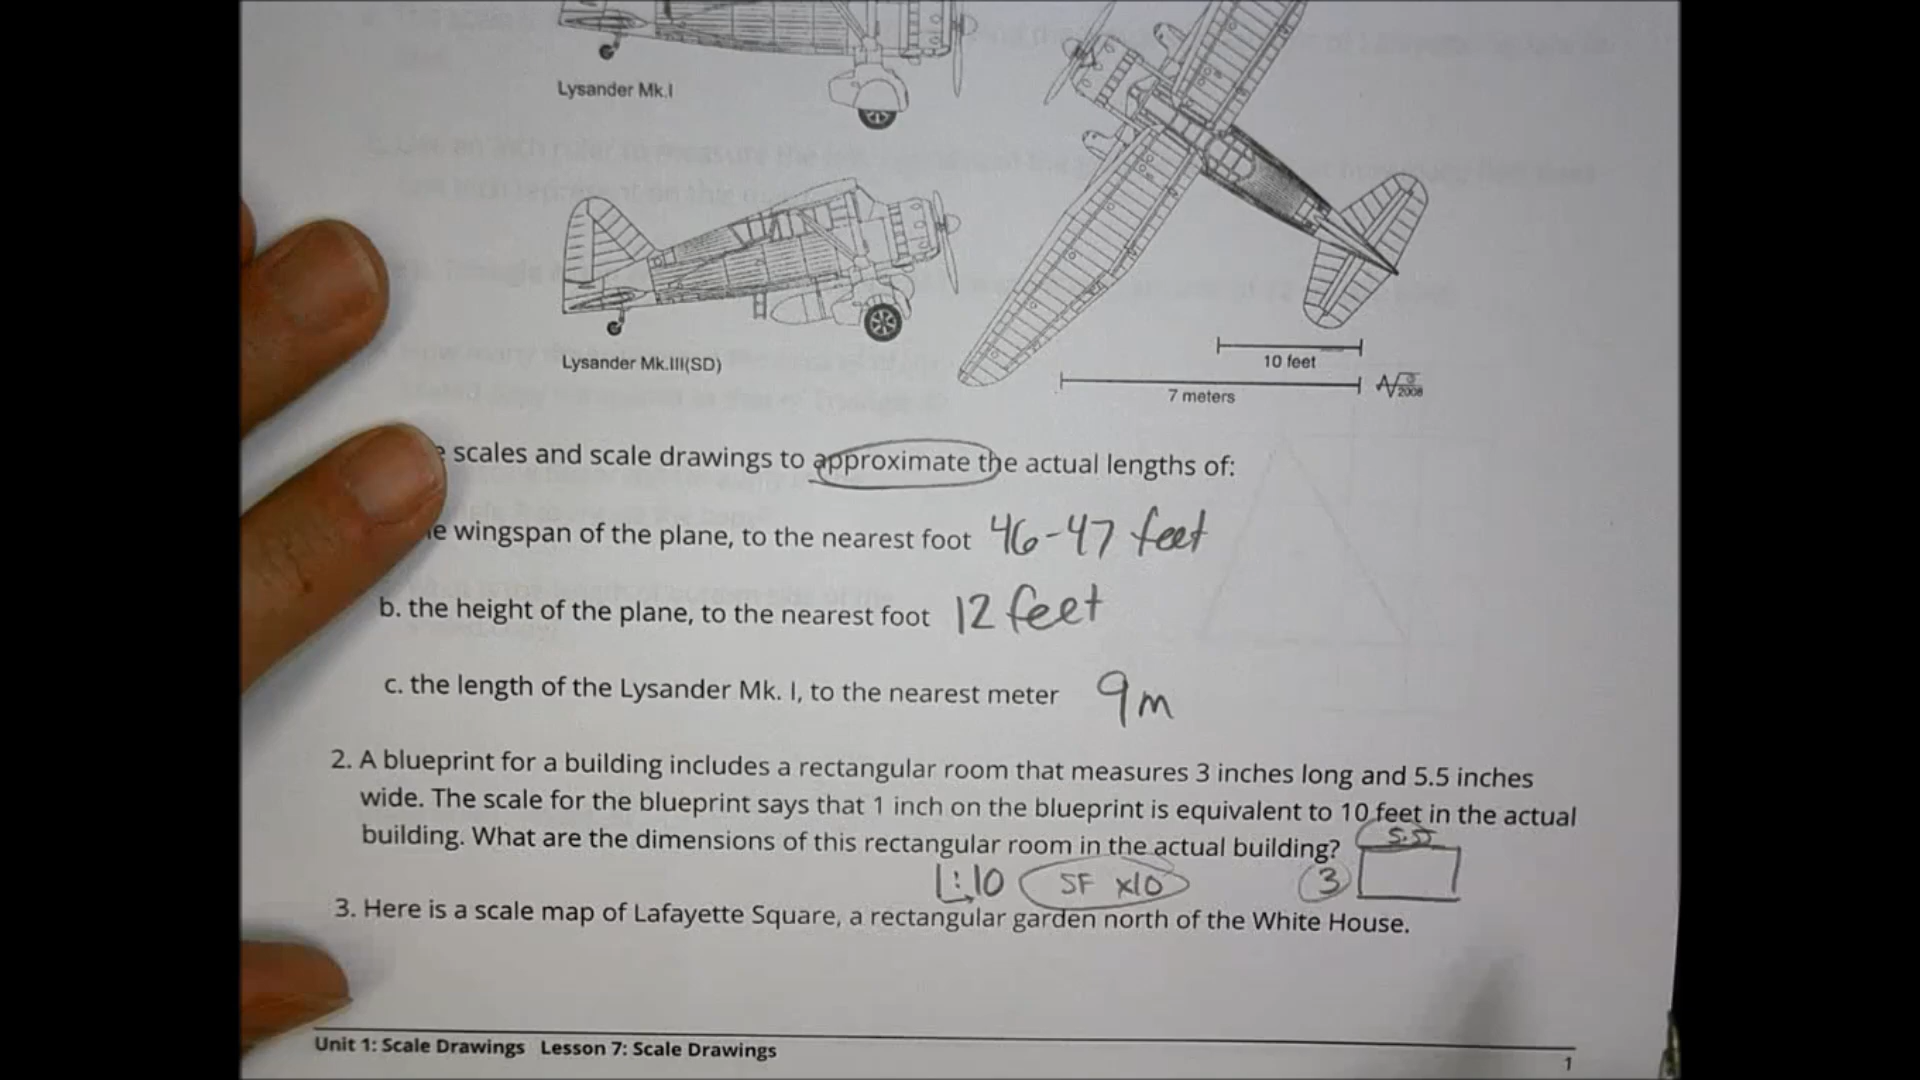 Lysander Mk.I
Lysander Mk.III(SD)
10 feet
7 meters
2008
scales and scale drawings to approximate the actual lengths of:
wingspan of the plane, to the nearest foot 46-47 feet
b. the height of the plane, to the nearest foot 12 feet
c. the length of the Lysander Mk. I, to the nearest meter 9m
2. A blueprint for a building includes a rectangular room that measures 3 inches long and 5.5 inches
wide. The scale for the blueprint says that 1 inch on the blueprint is equivalent to 10 feet in the actual
building. What are the dimensions of this rectangular room in the actual building? 5.5
1:10 SF x10 3
3. Here is a scale map of Lafayette Square, a rectangular garden north of the White House.
Unit 1: Scale Drawings Lesson 7: Scale Drawings 1